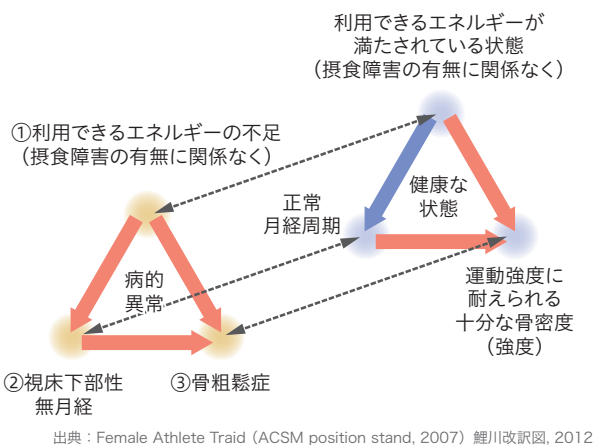 利用できるエネルギーが
満たされている状態
（摂食障害の有無に関係なく）
①利用できるエネルギーの不足
（摂食障害の有無に関係なく）
正常
月経周期
健康な
状態
病的
異常
運動強度に
耐えられる
十分な骨密度
（強度）
②視床下部性
無月経
③骨粗鬆症
出典：Female Athlete Traid（ACSM position stand, 2007）鯉川改訳図, 2012